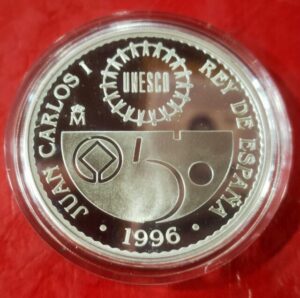 JUAN CARLOS I REY DE ESPAÑA
UNESCO
M
50
· 1996 ·